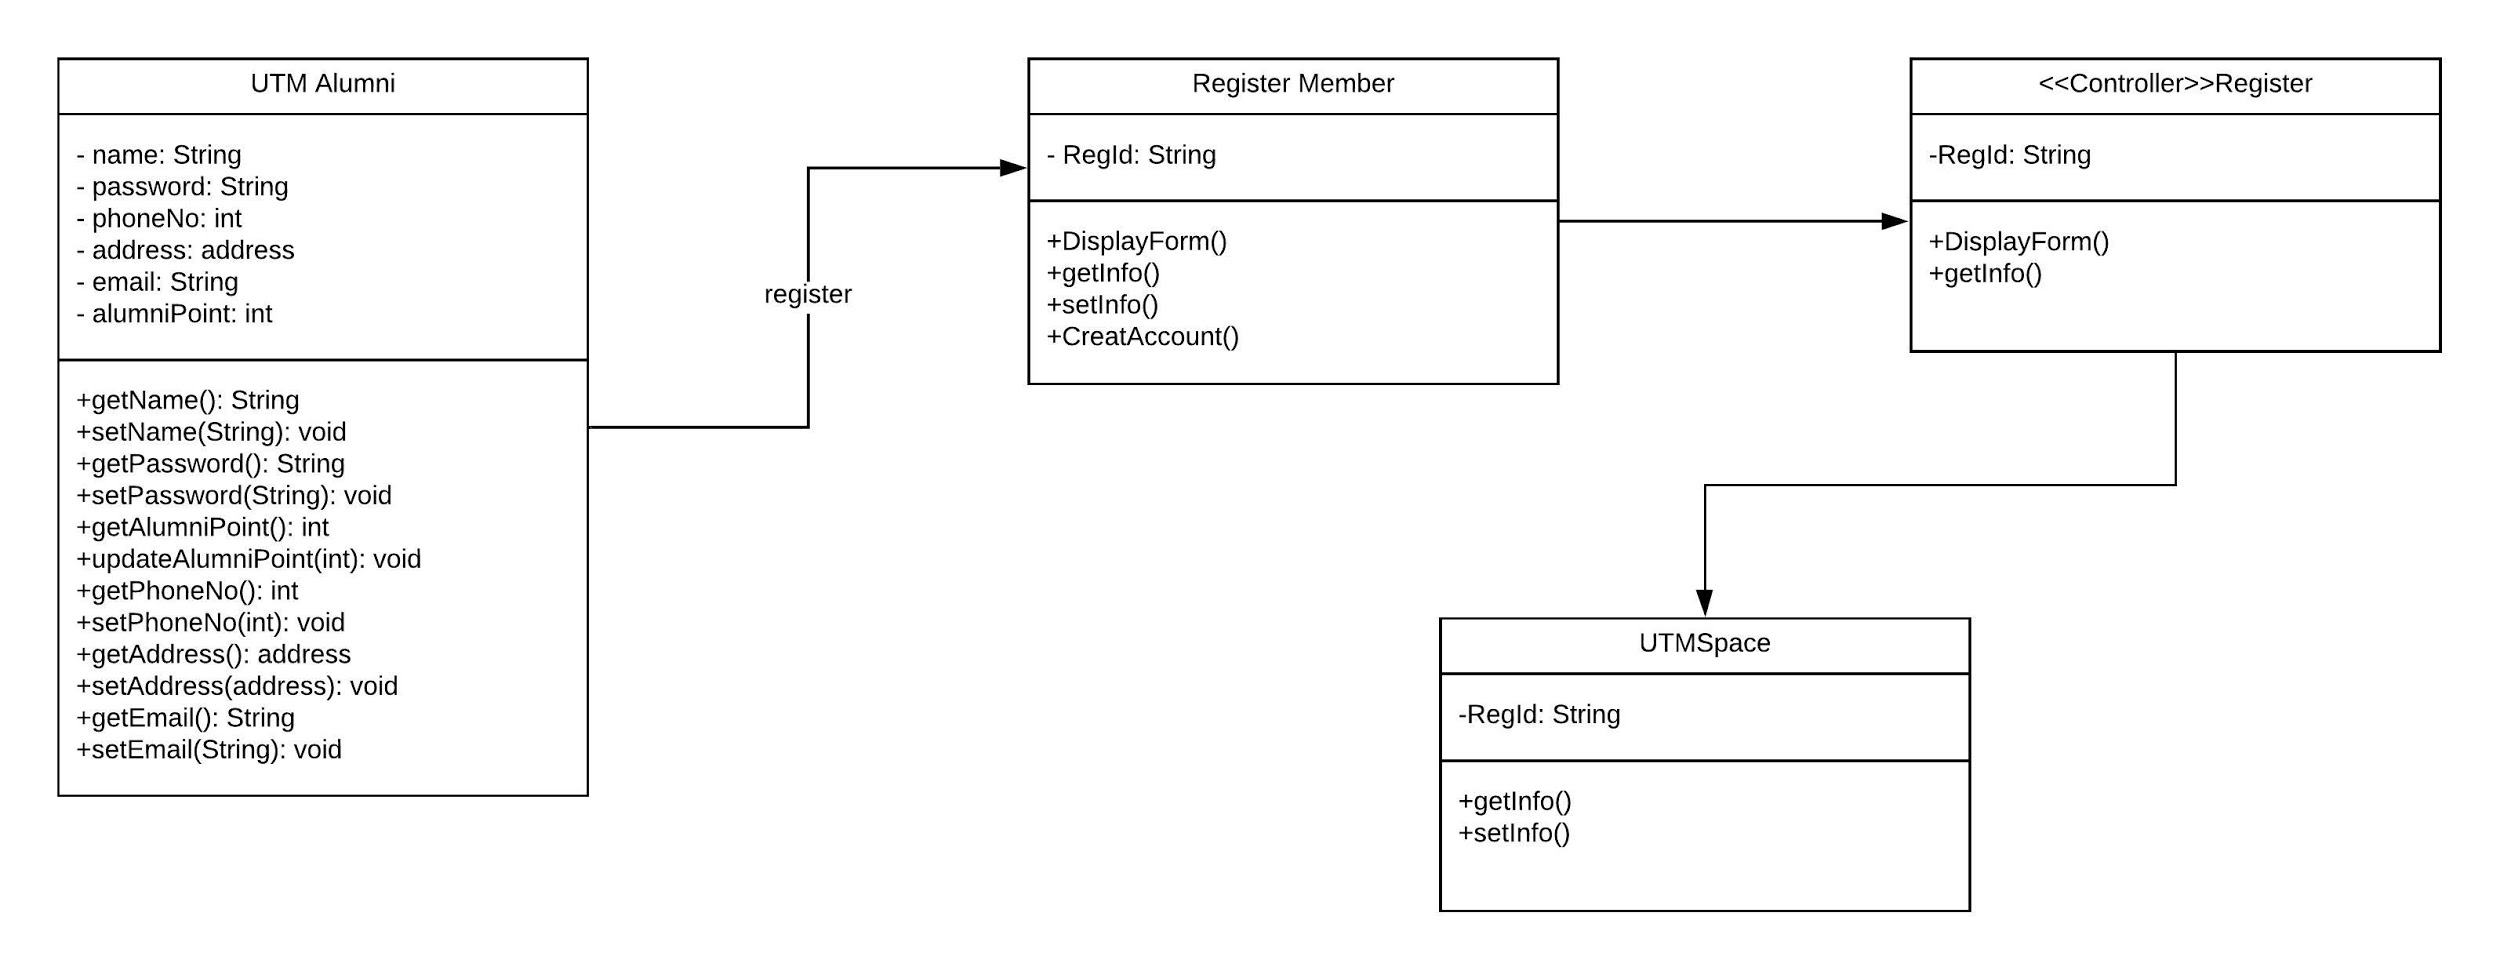 UTM Alumni
- name: String
- password: String
- phoneNo: int
- address: address
- email: String
- alumniPoint: int
+getName(): String
+setName(String): void
+getPassword(): String
+setPassword(String): void
+getAlumniPoint(): int
+updateAlumniPoint(int): void
+getPhoneNo(): int
+setPhoneNo(int): void
+getAddress(): address
+setAddress(address): void
+getEmail(): String
+setEmail(String): void
register
Register Member
- RegId: String
+DisplayForm()
+getInfo()
+setInfo()
+CreatAccount()
<<Controller>>Register
-RegId: String
+DisplayForm()
+getInfo()
UTMSpace
-RegId: String
+getInfo()
+setInfo()